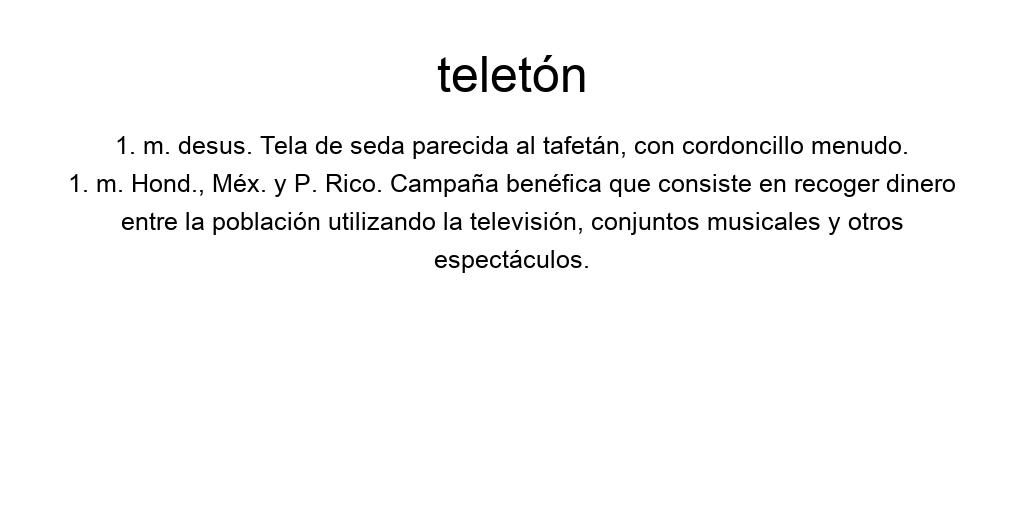 teletón
1. m. desus. Tela de seda parecida al tafetán, con cordoncillo menudo.
1. m. Hond., Méx. y P. Rico. Campaña benéfica que consiste en recoger dinero
entre la población utilizando la televisión, conjuntos musicales y otros
espectáculos.